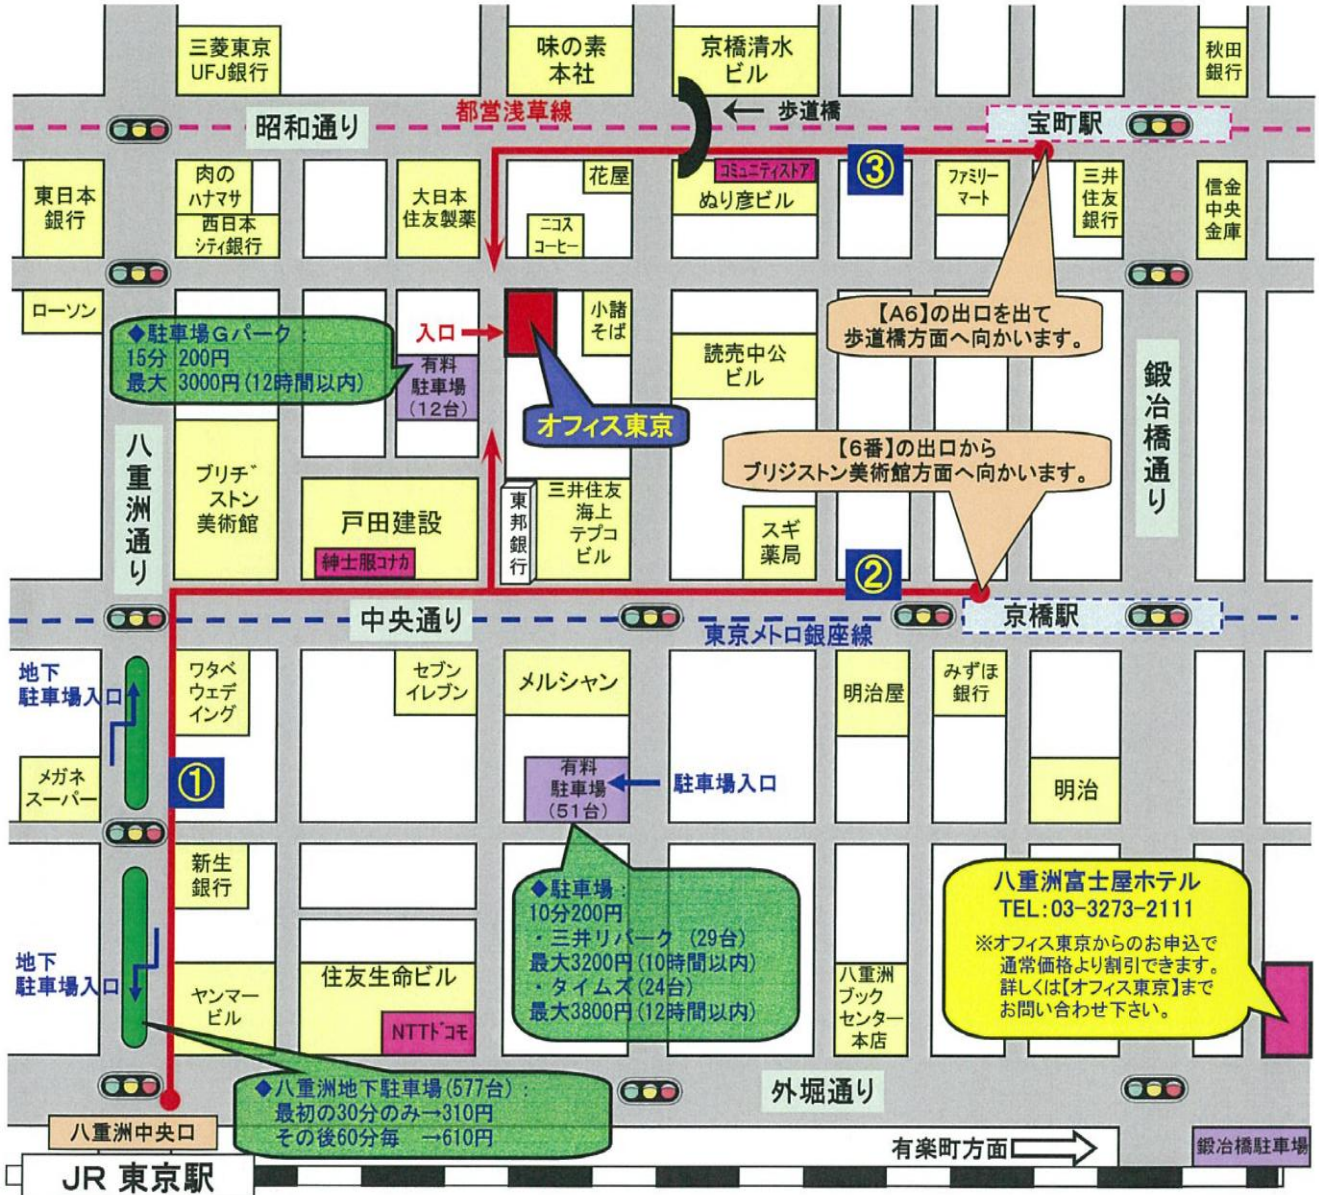 三菱東京
UFJ銀行
味の素
本社
京橋清水
ビル
秋田
銀行
都営浅草線
昭和通り
歩道橋
宝町駅
東日本
銀行
肉の
ハナマサ
西日本
シティ銀行
大日本
住友製薬
花屋
ニコス
コーヒー
コミュニティストア
ぬり彦ビル
③
ファミリー
マート
三井
住友
銀行
信金
中央
金庫
ローソン
◆駐車場Gパーク:
15分 200円
最大 3000円(12時間以内)
入口
有料
駐車場
(12台)
小諸
そば
オフィス東京
読売中公
ビル
【A6】の出口を出て
歩道橋方面へ向かいます。
鍛冶橋通り
八重洲通り
ブリヂ
ストン
美術館
戸田建設
紳士服コナカ
東邦銀行
三井住友
海上
テプコ
ビル
【6番】の出口から
ブリジストン美術館方面へ向かいます。
スギ
薬局
②
中央通り
東京メトロ銀座線
京橋駅
地下
駐車場入口
ワタベ
ウェデ
ィング
セブン
イレブン
メルシャン
明治屋
みずほ
銀行
メガネ
スーパー
①
有料
駐車場
(51台)
駐車場入口
明治
新生
銀行
◆駐車場:
10分200円
・三井リパーク (29台)
最大3200円(10時間以内)
・タイムズ(24台)
最大3800円(12時間以内)
八重洲富士屋ホテル
TEL:03-3273-2111
※オフィス東京からのお申込で
通常価格より割引できます。
詳しくは【オフィス東京】まで
お問い合わせ下さい。
地下
駐車場入口
ヤンマー
ビル
住友生命ビル
NTTドコモ
八重洲
ブック
センター
本店
◆八重洲地下駐車場(577台):
最初の30分のみ→310円
その後60分毎 →610円
外堀通り
八重洲中央口
有楽町方面
鍛冶橋駐車場
JR 東京駅